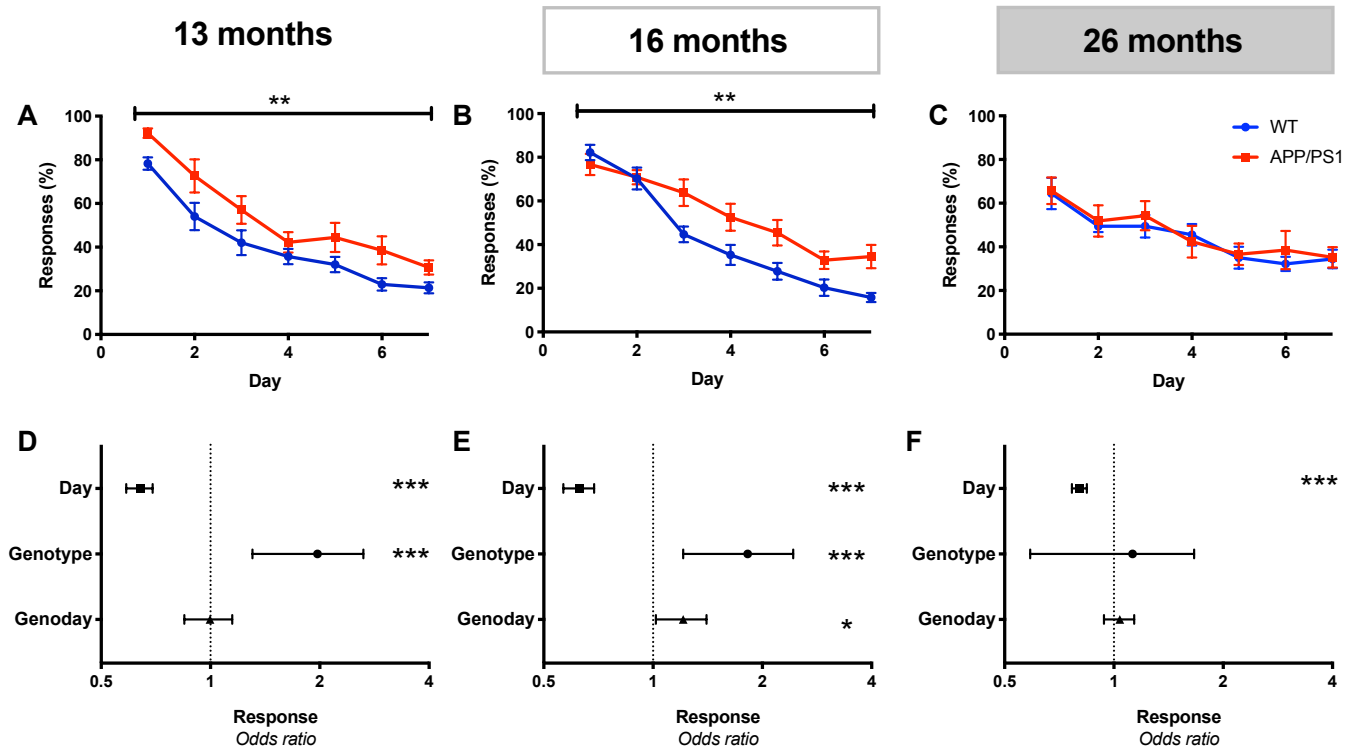 13 months
16 months
26 months
A
**
100
80
60
40
20
0
Responses (%)
0
2
4
6
Day
B
**
100
80
60
40
20
0
Responses (%)
0
2
4
6
Day
C
100
80
60
40
20
0
Responses (%)
0
2
4
6
Day
WT
APP/PS1
D
Day
***
Genotype
***
Genoday
0.5
1
2
4
Response
Odds ratio
E
Day
***
Genotype
***
Genoday
*
0.5
1
2
4
Response
Odds ratio
F
Day
***
Genotype
Genoday
0.5
1
2
4
Response
Odds ratio